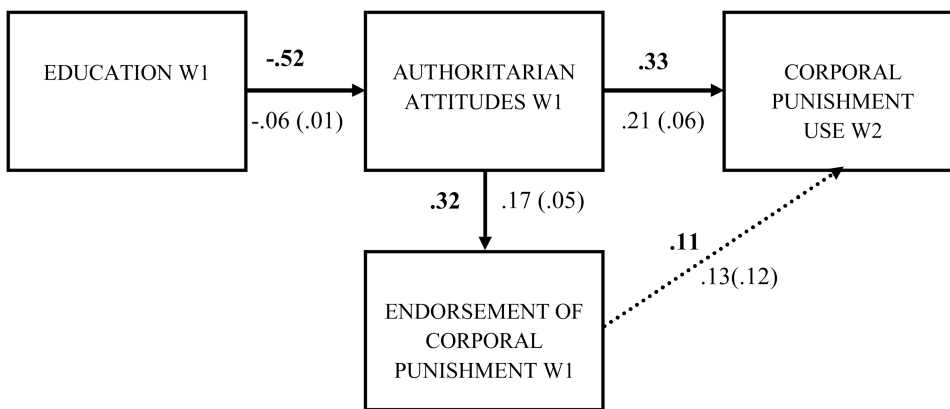 EDUCATION W1
-.52
-.06 (.01)
AUTHORITARIAN
ATTITUDES W1
.33
.21 (.06)
CORPORAL
PUNISHMENT
USE W2
.32
.17 (.05)
.11
.13(.12)
ENDORSEMENT OF
CORPORAL
PUNISHMENT W1